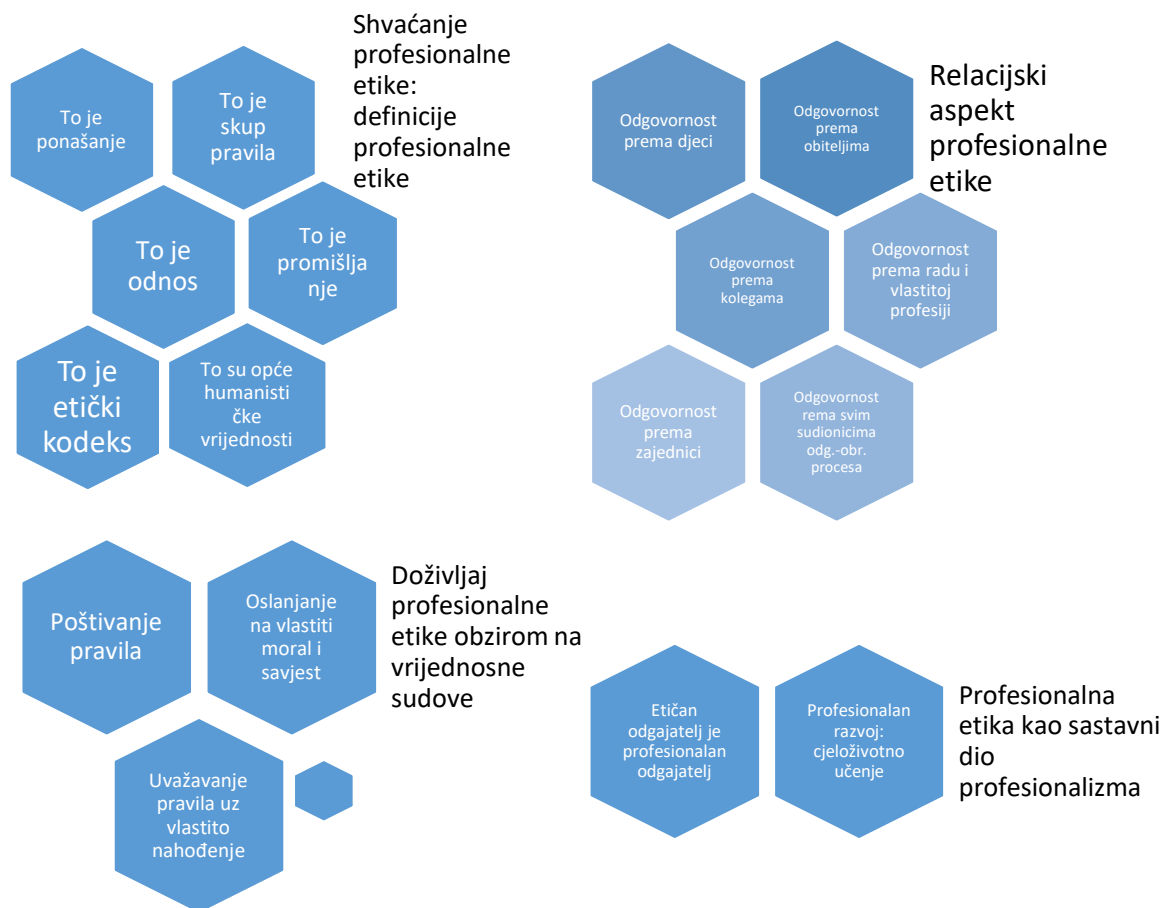 Shvaćanje
profesionalne
etike:
definicije
profesionalne
etike
To je
ponašanje
To je
skup
pravila
To je
odnos
To je
promišlja
nje
To je
etički
kodeks
To su opće
humanisti
čke
vrijednosti
Relacijski
aspekt
profesionalne
etike
Odgovornost
prema djeci
Odgovornost
prema
obiteljima
Odgovornost
prema
kolegama
Odgovornost
prema radu i
vlastitoj
profesiji
Odgovornost
prema
zajednici
Odgovornost
rema svim
sudionicima
odg.-obr.
procesa
Doživljaj
profesionalne
etike obzirom na
vrijednosne
sudove
Poštivanje
pravila
Oslanjanje
na vlastiti
moral i
savjest
Uvažavanje
pravila uz
vlastito
nahođenje
Profesionalna
etika kao sastavni
dio
profesionalizma
Etičan
odgajatelj je
profesionalan
odgajatelj
Profesionalan
razvoj:
cjeloživotno
učenje